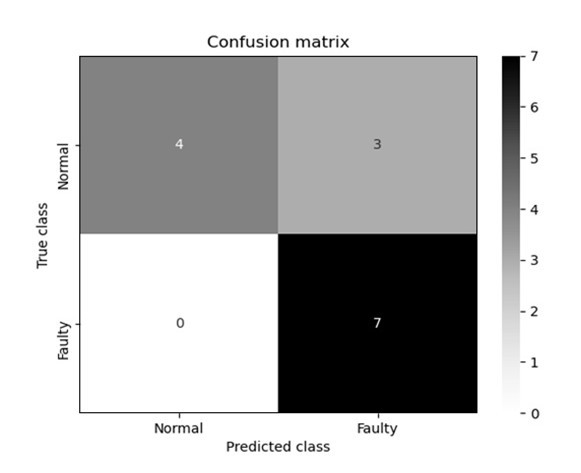 Confusion matrix
7
6
5
4
3
2
1
0
True class
Normal
Faulty
4
3
0
7
Normal
Faulty
Predicted class